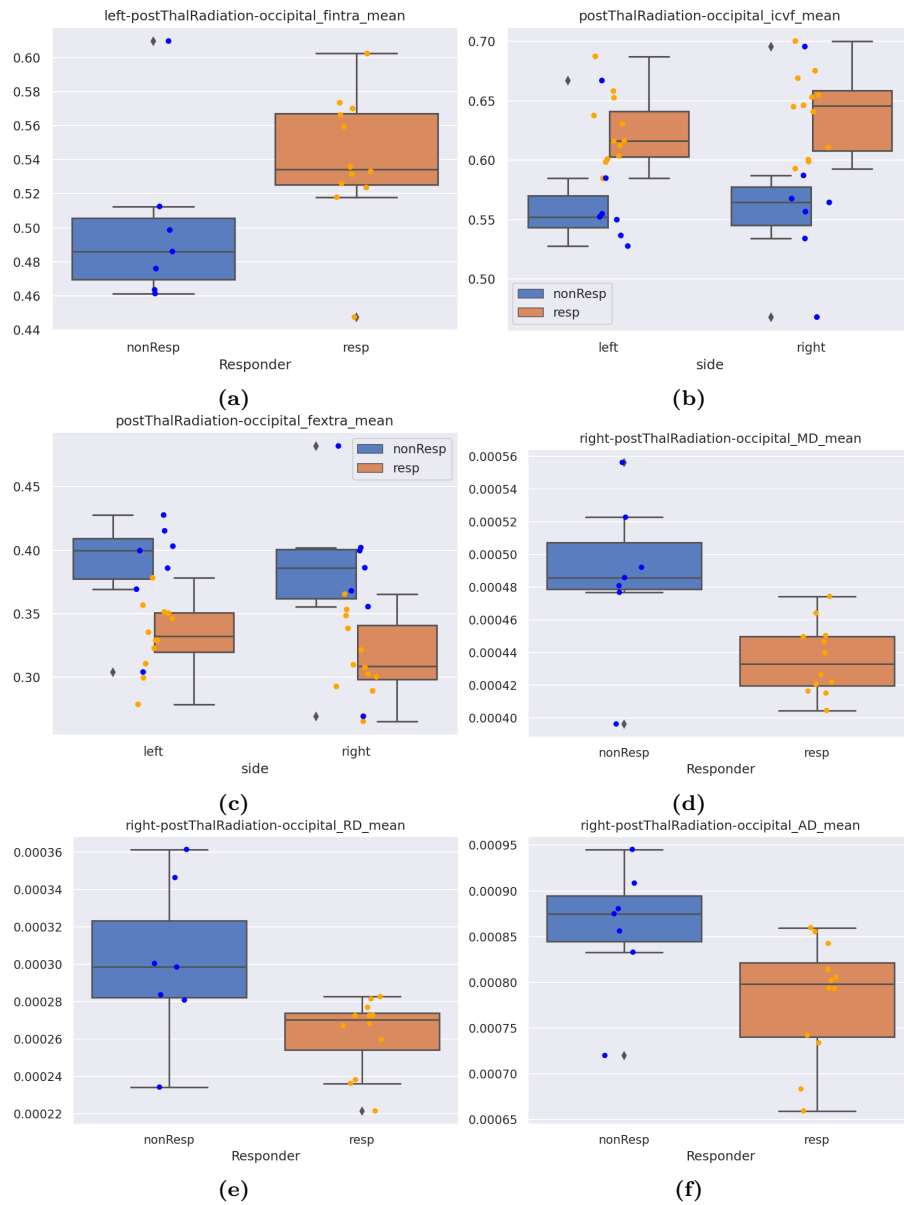 left-postThalRadiation-occipital_fintra_mean
0.60
0.58
0.56
0.54
0.52
0.50
0.48
0.46
0.44
nonResp
resp
Responder
(a)
postThalRadiation-occipital_icvf_mean
0.70
0.65
0.60
0.55
0.50
nonResp
resp
left
right
side
(b)
postThalRadiation-occipital_fextra_mean
nonResp
resp
0.45
0.40
0.35
0.30
left
right
side
(c)
right-postThalRadiation-occipital_MD_mean
0.00056
0.00054
0.00052
0.00050
0.00048
0.00046
0.00044
0.00042
0.00040
nonResp
resp
Responder
(d)
right-postThalRadiation-occipital_RD_mean
0.00036
0.00034
0.00032
0.00030
0.00028
0.00026
0.00024
0.00022
nonResp
resp
Responder
(e)
right-postThalRadiation-occipital_AD_mean
0.00095
0.00090
0.00085
0.00080
0.00075
0.00070
0.00065
nonResp
resp
Responder
(f)